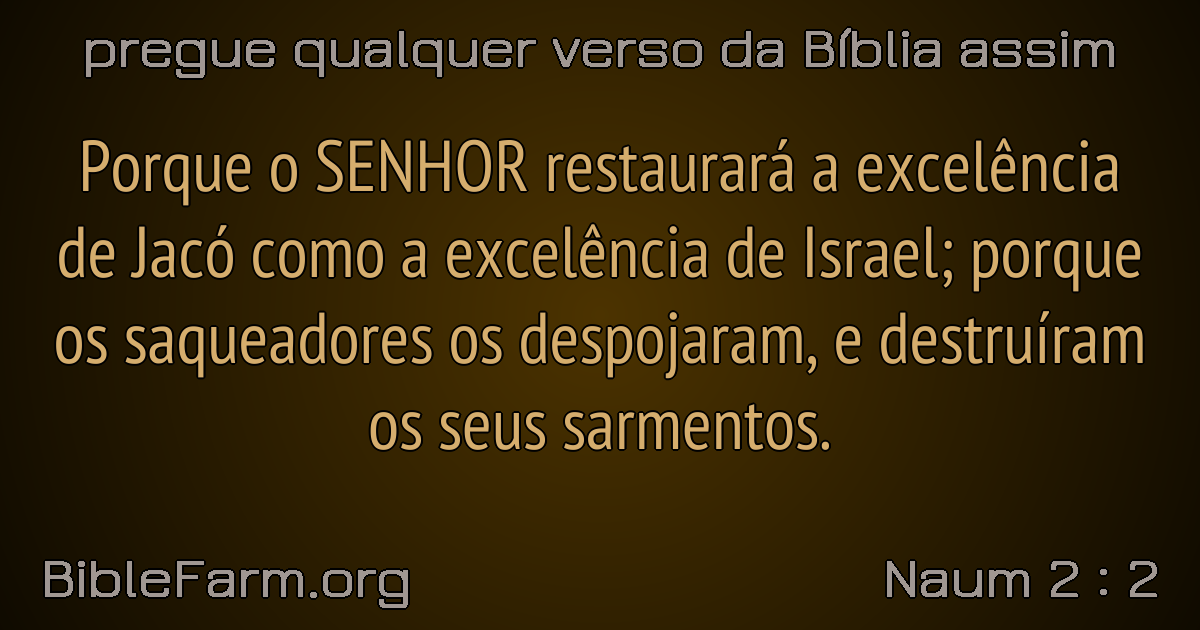 pregue qualquer verso da Bíblia assim
Porque o SENHOR restaurará a excelência
de Jacó como a excelência de Israel; porque
os saqueadores os despojaram, e destruíram
os seus sarmentos.
BibleFarm.org
Naum 2 : 2